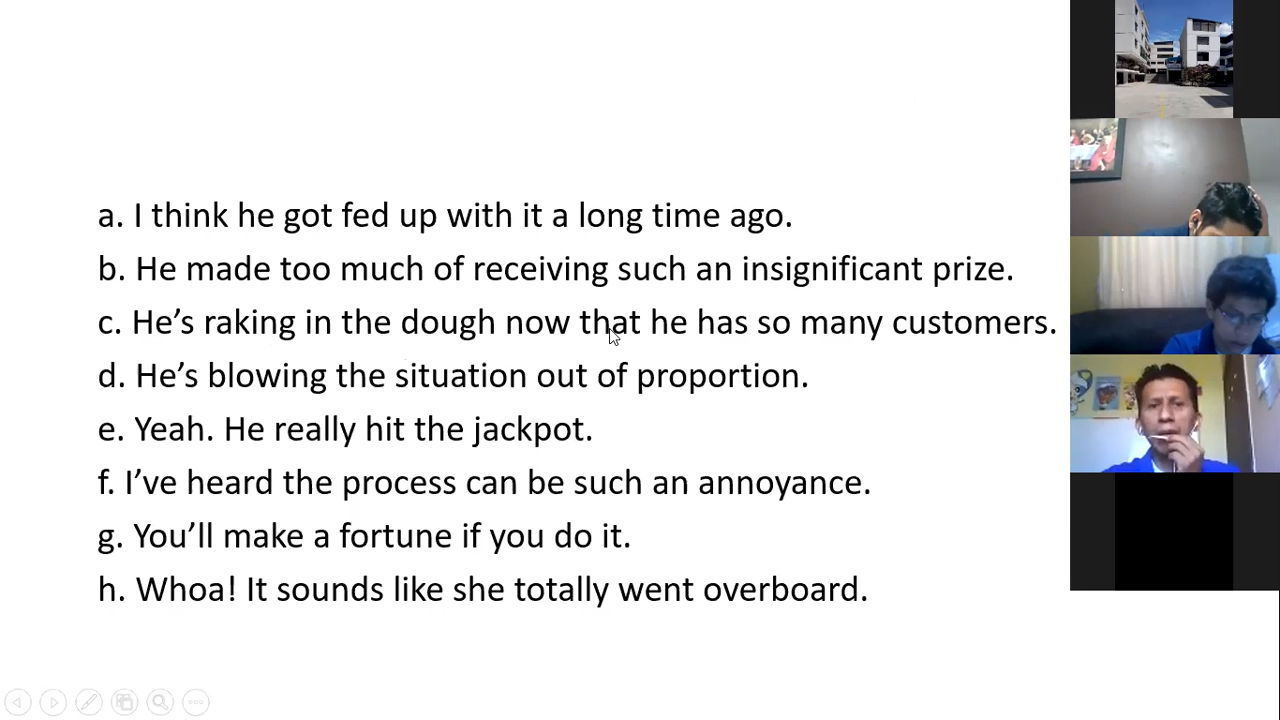 a. I think he got fed up with it a long time ago.
b. He made too much of receiving such an insignificant prize.
c. He’s raking in the dough now that he has so many customers.
d. He’s blowing the situation out of proportion.
e. Yeah. He really hit the jackpot.
f. I’ve heard the process can be such an annoyance.
g. You’ll make a fortune if you do it.
h. Whoa! It sounds like she totally went overboard.